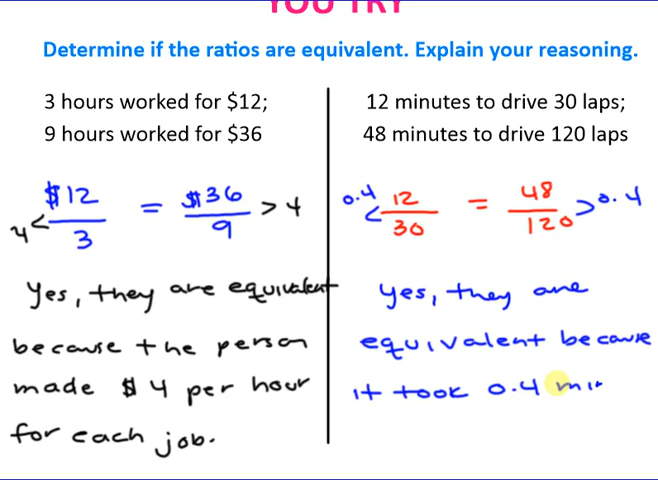 YOU TRY
Determine if the ratios are equivalent. Explain your reasoning.
3 hours worked for $12;
9 hours worked for $36
$12/3 = $36/9
4 < > 4
Yes, they are equivalent
because the person
made $4 per hour
for each job.
12 minutes to drive 30 laps;
48 minutes to drive 120 laps
12/30 = 48/120
0.4 < > 0.4
Yes, they are
equivalent because
it took 0.4 min